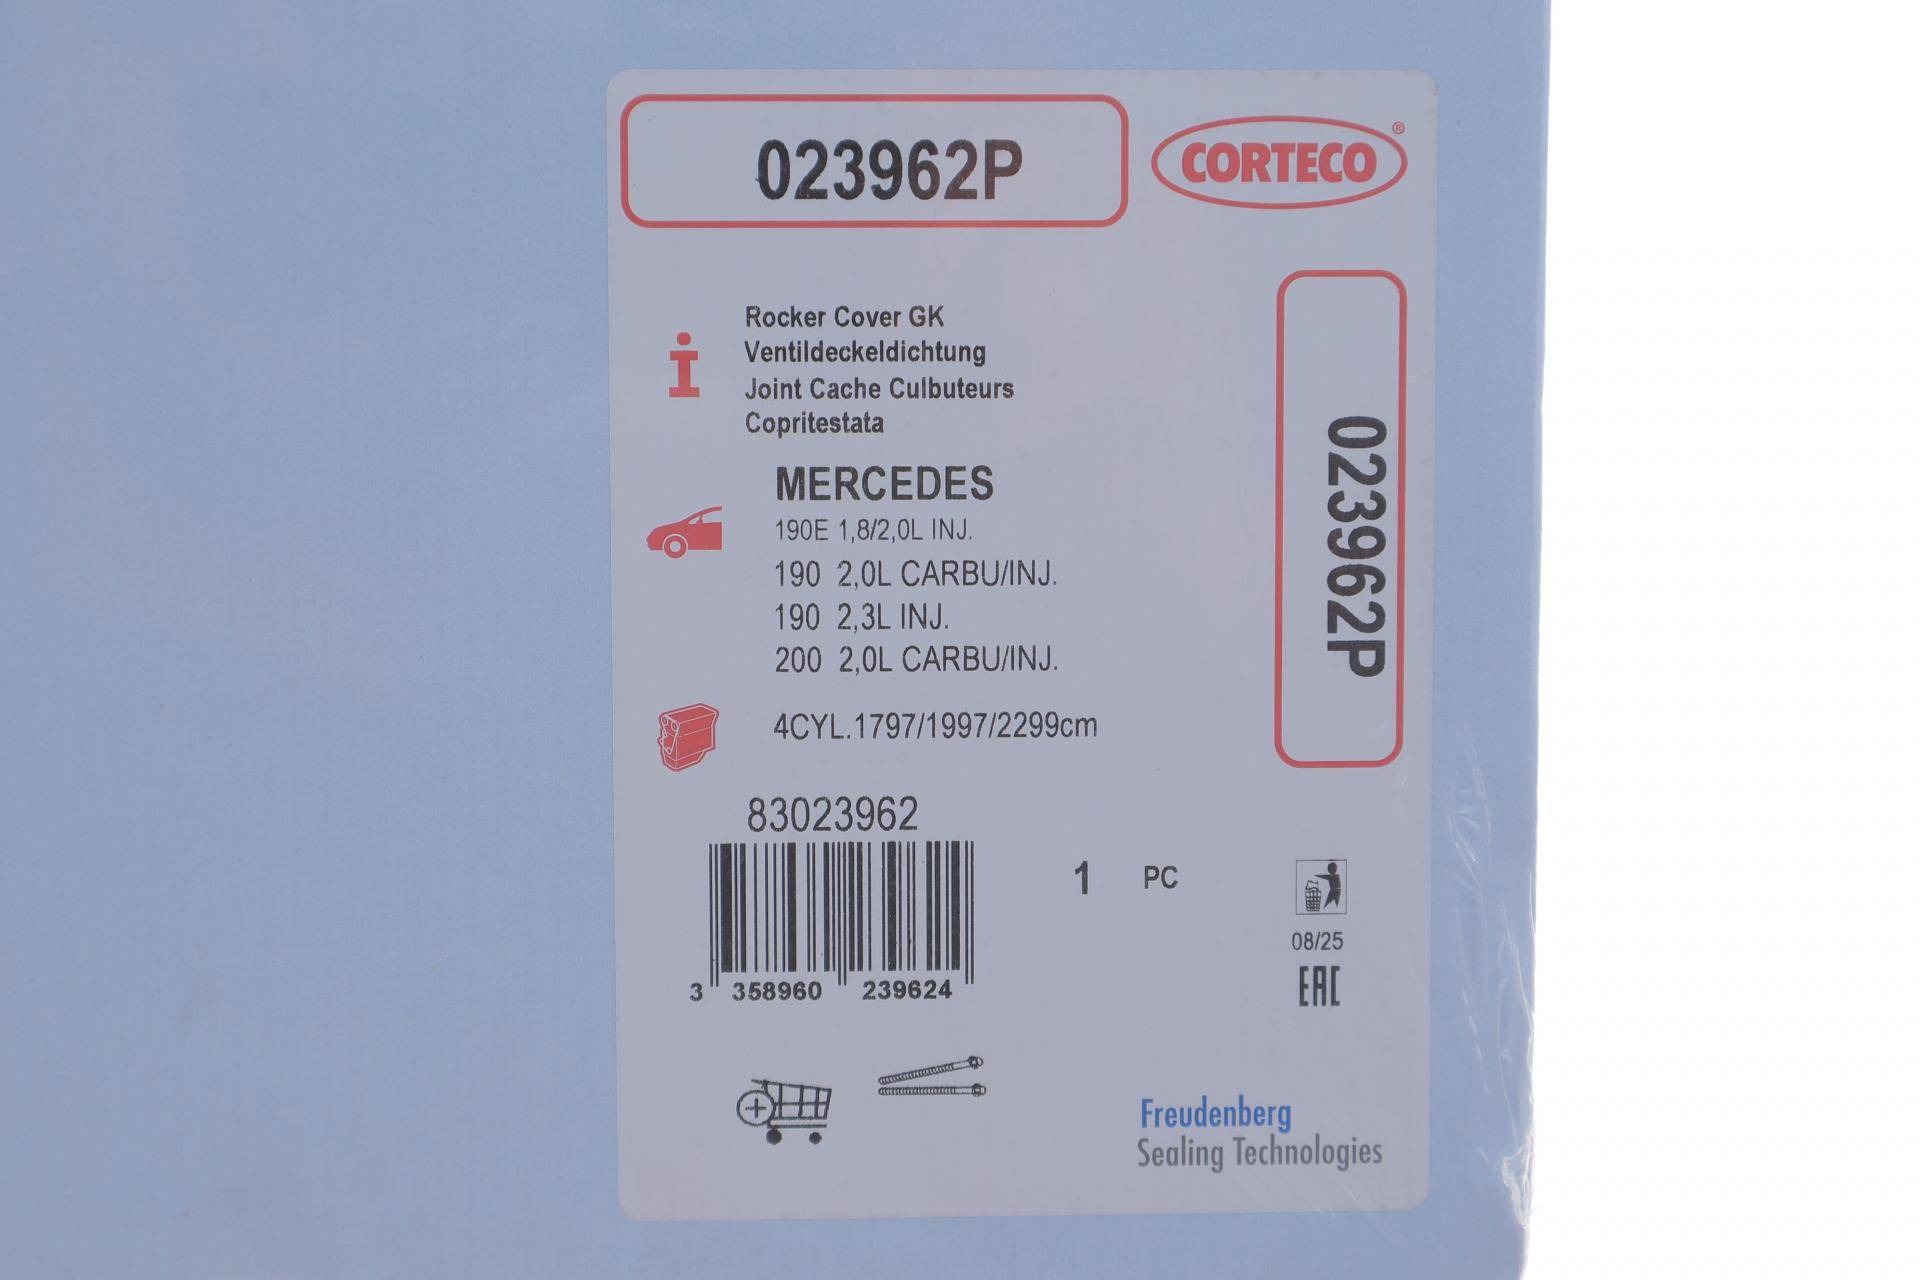 023962P
CORTECO®
Rocker Cover GK
Ventildeckeldichtung
Joint Cache Culbuteurs
Copritestata
023962P
MERCEDES
190E 1,8/2,0L INJ.
190 2,0L CARBU/INJ.
190 2,3L INJ.
200 2,0L CARBU/INJ.
4CYL.1797/1997/2299cm
83023962
1 PC
3 358960 239624
08/25
EAC
Freudenberg
Sealing Technologies